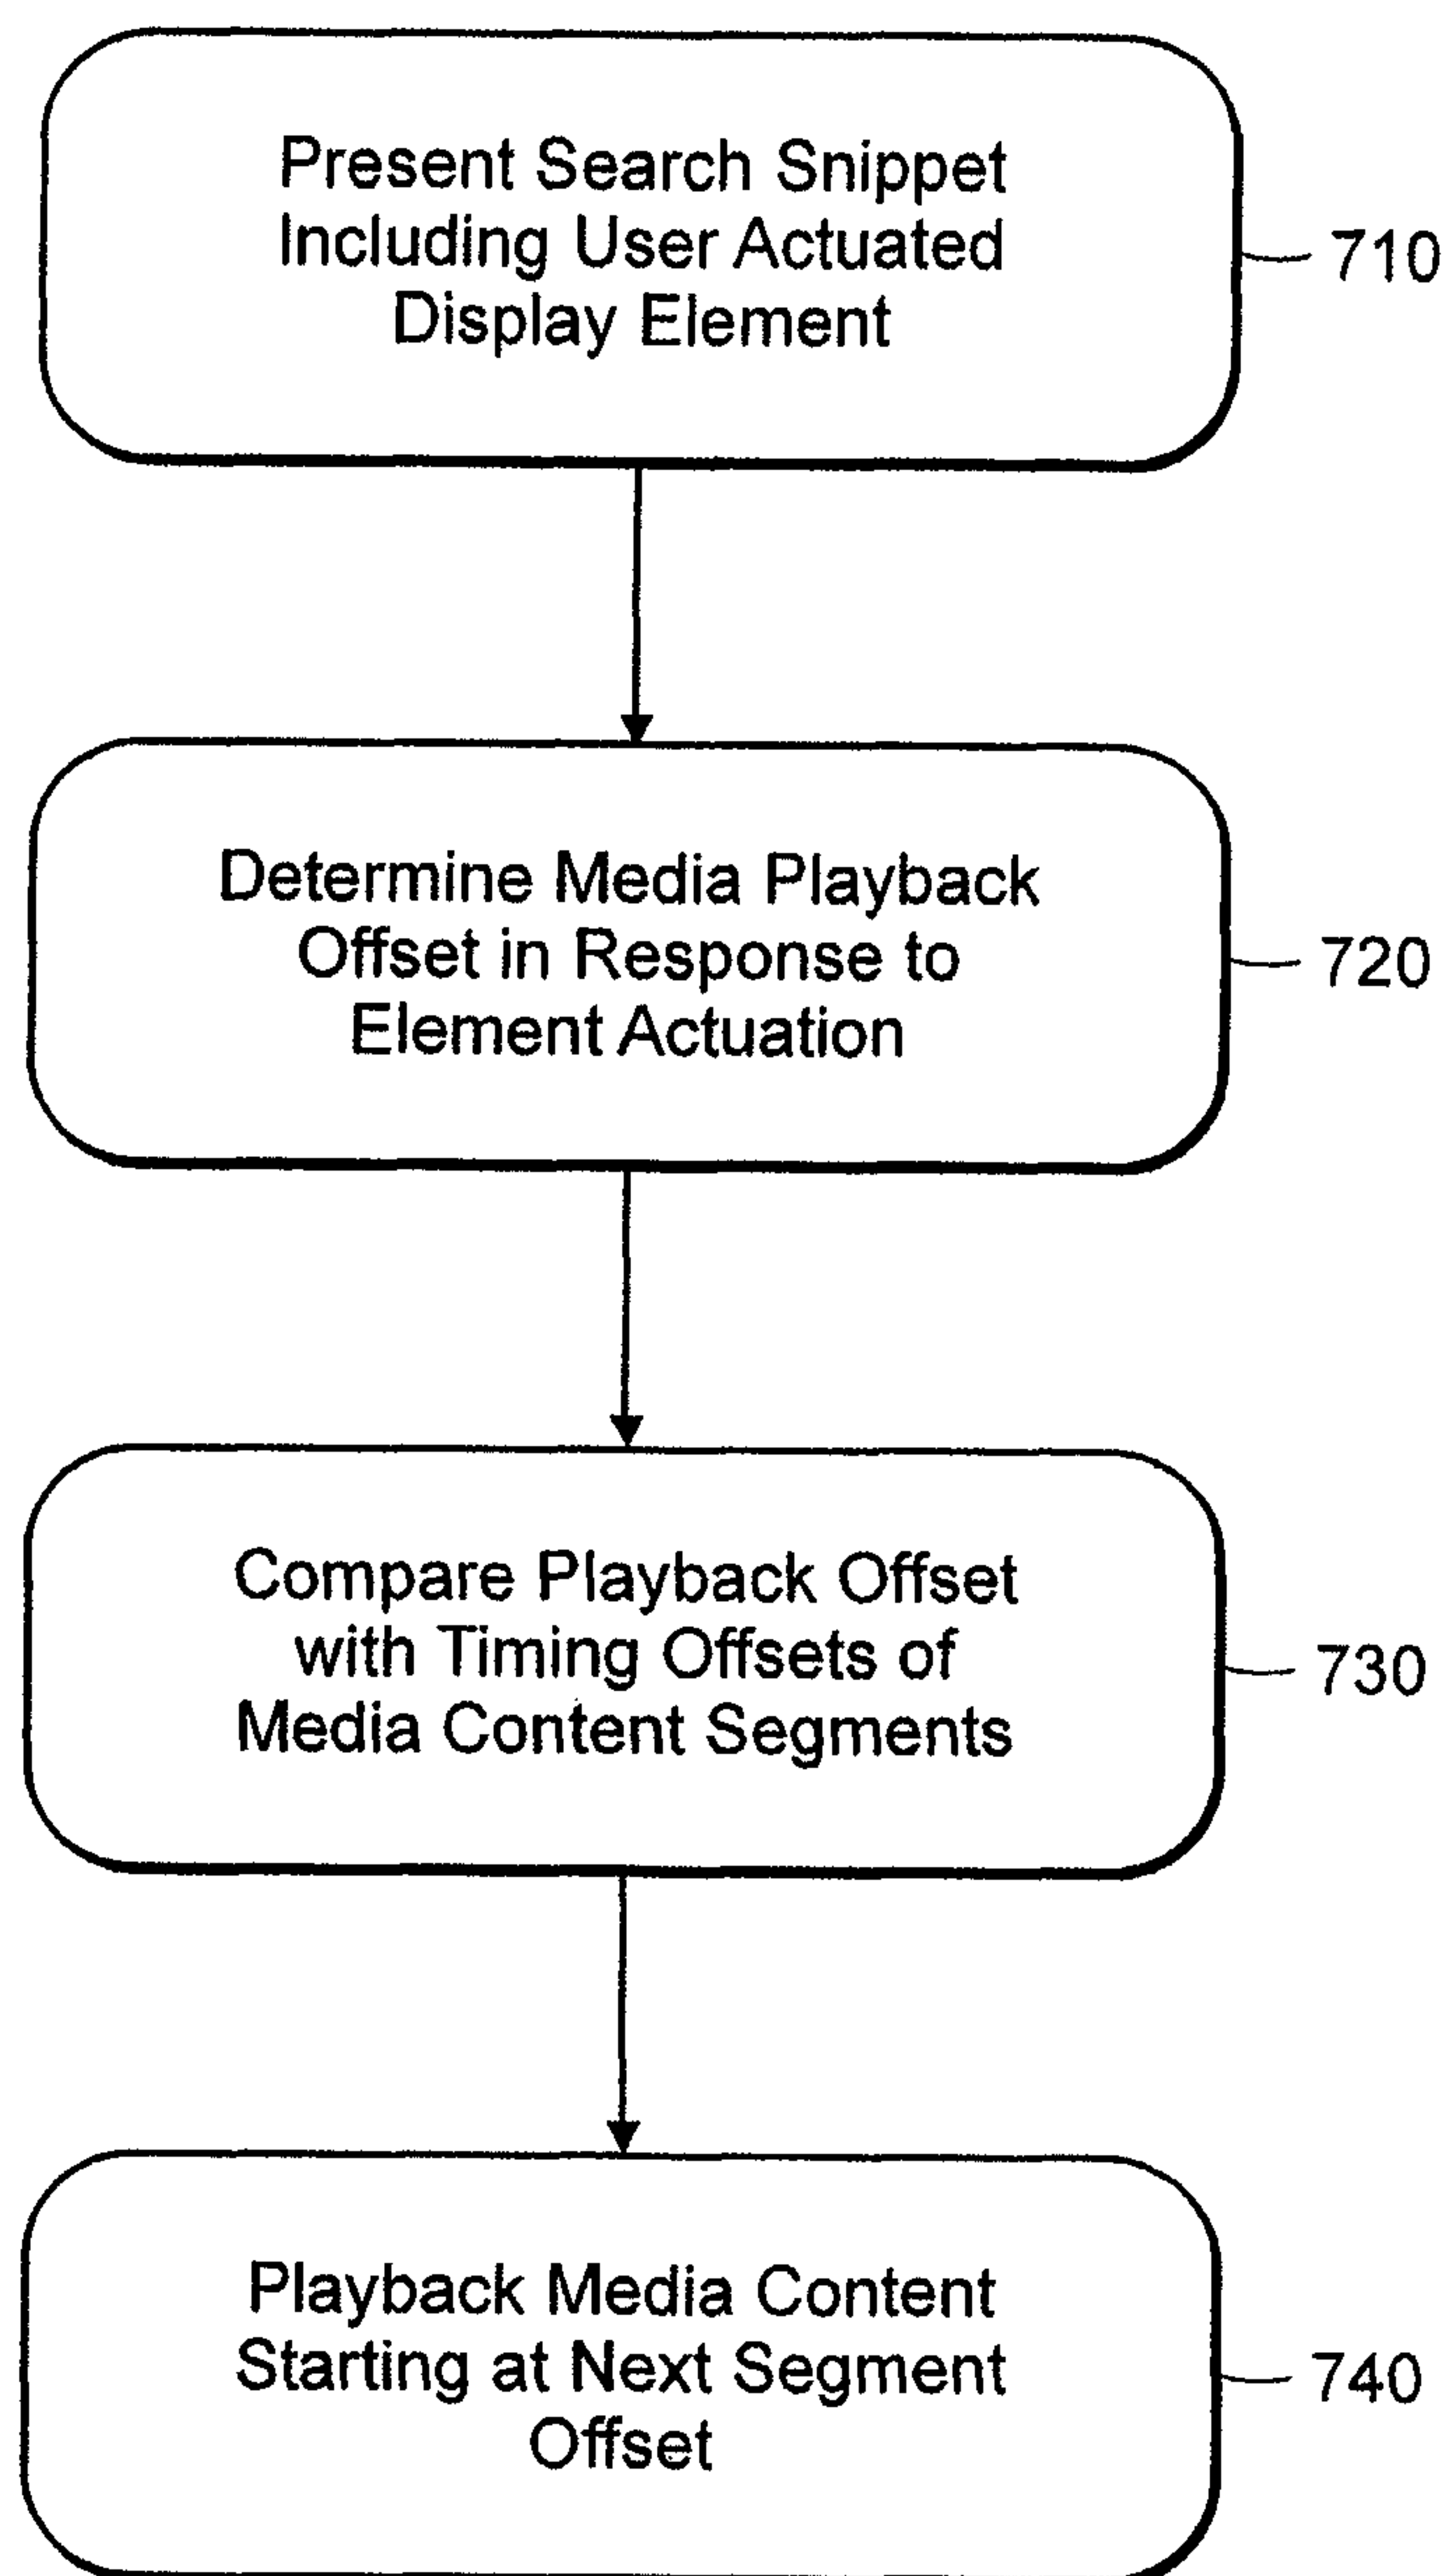 Present Search Snippet
Including User Actuated
Display Element
710
Determine Media Playback
Offset in Response to
Element Actuation
720
Compare Playback Offset
with Timing Offsets of
Media Content Segments
730
Playback Media Content
Starting at Next Segment
Offset
740